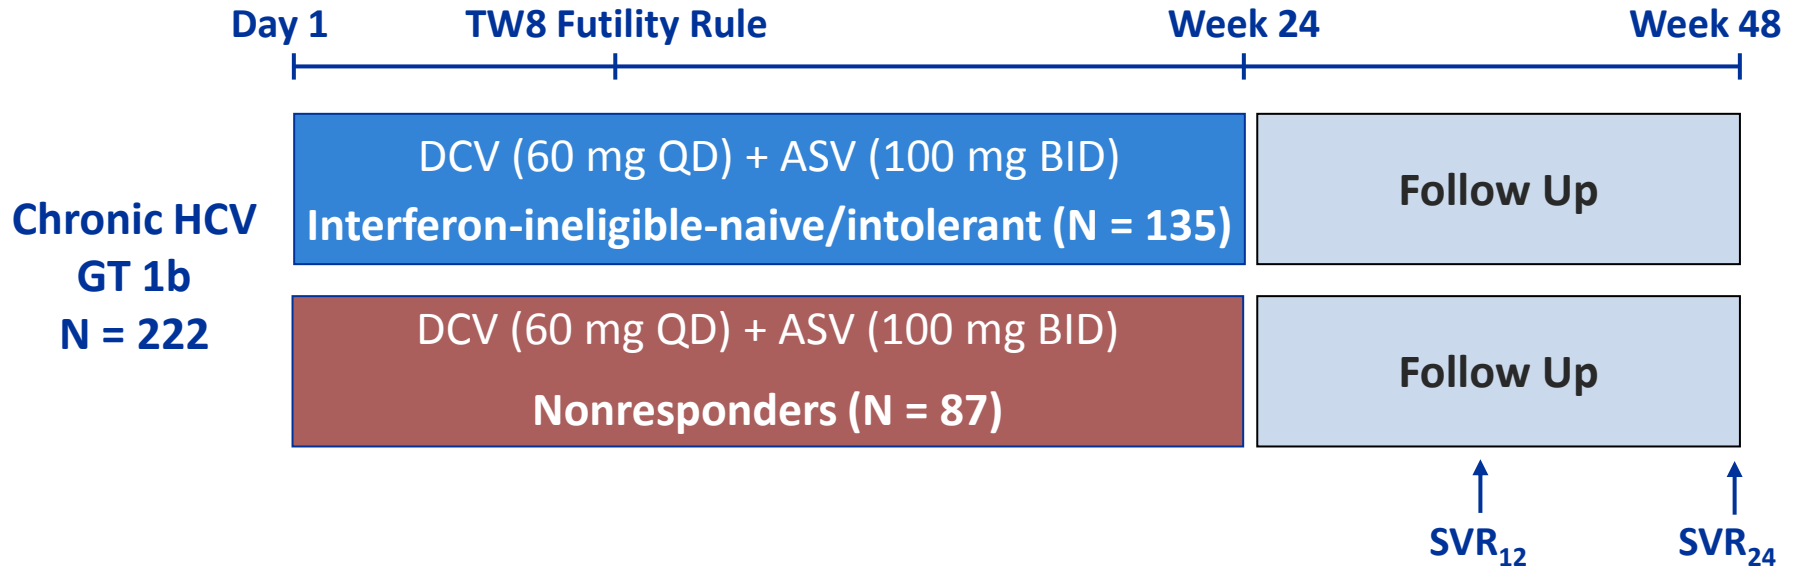 Day 1 TW8 Futility Rule Week 24 Week 48
Chronic HCV
GT 1b
N = 222
DCV (60 mg QD) + ASV (100 mg BID)
Interferon-ineligible-naive/intolerant (N = 135)
Follow Up
DCV (60 mg QD) + ASV (100 mg BID)
Nonresponders (N = 87)
Follow Up
SVR12 SVR24